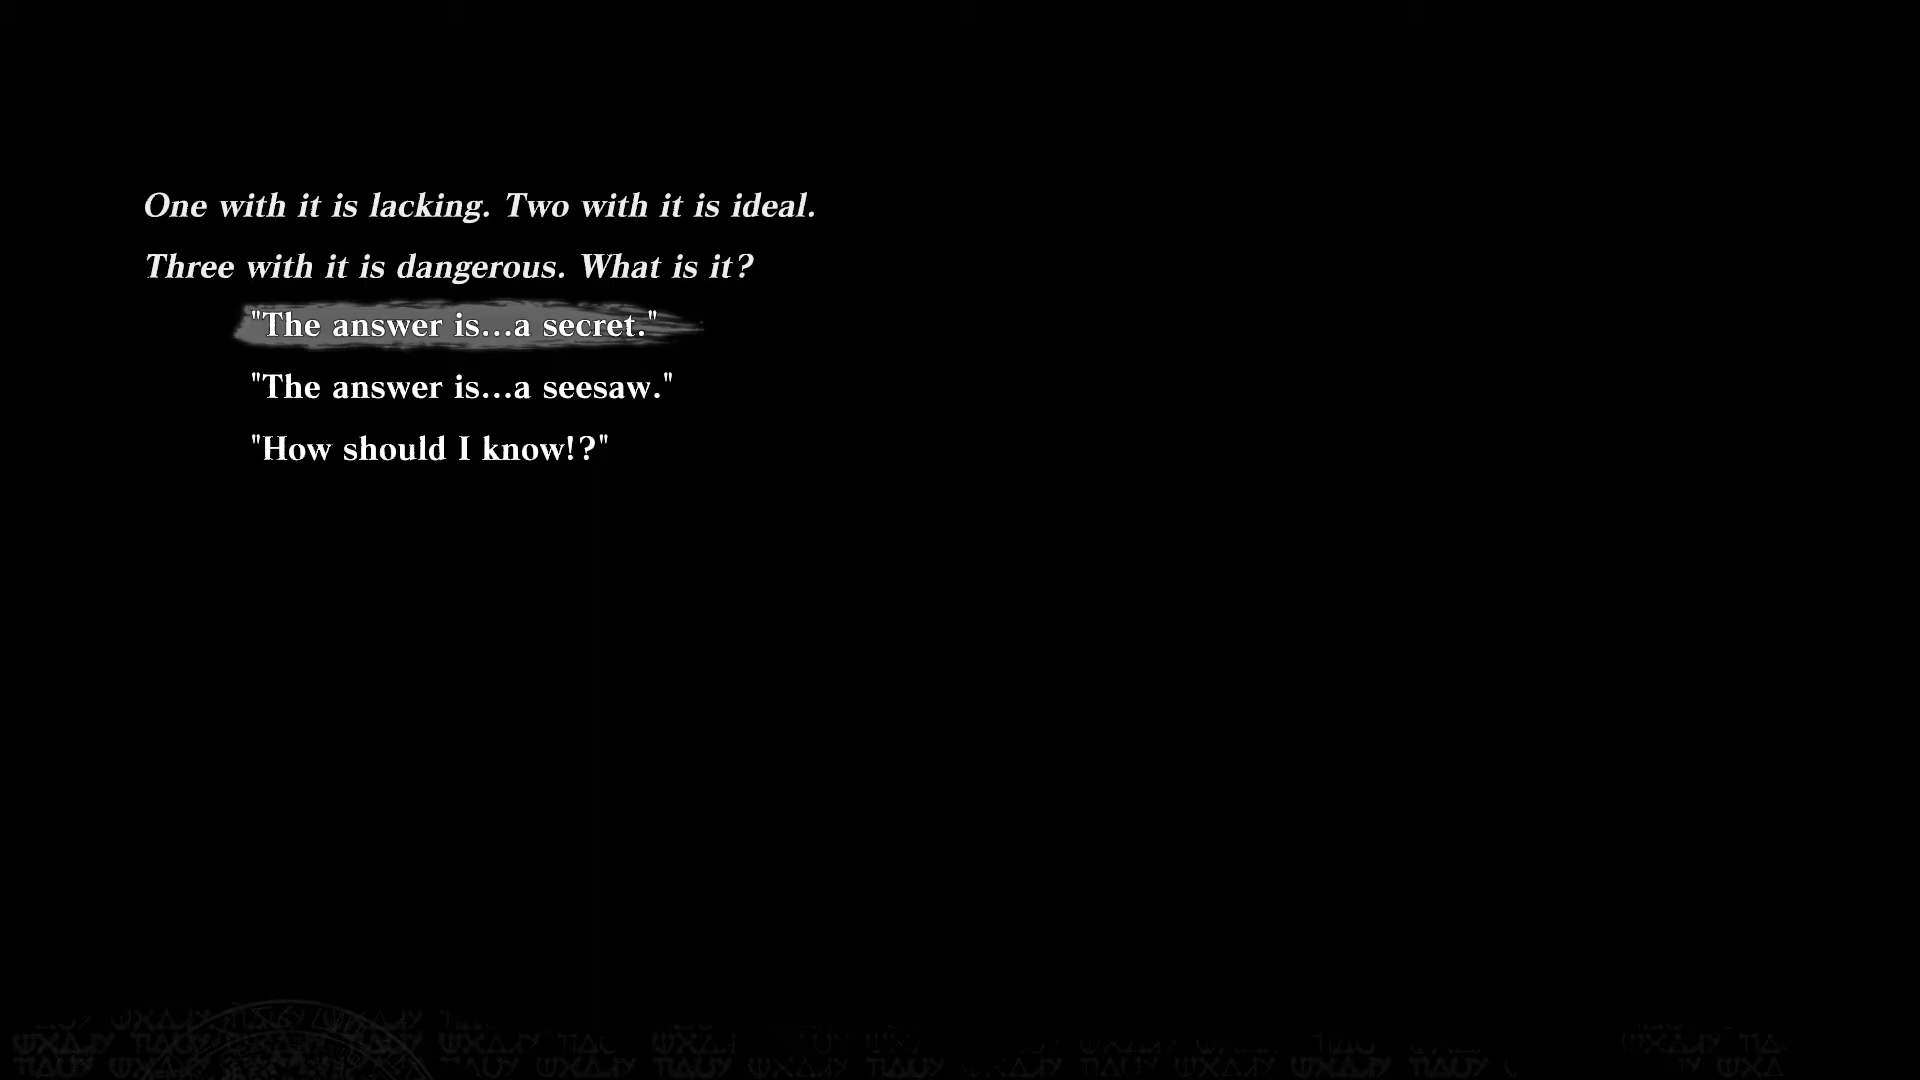 One with it is lacking. Two with it is ideal.
Three with it is dangerous. What is it?
"The answer is...a secret."
"The answer is...a seesaw."
"How should I know!?"